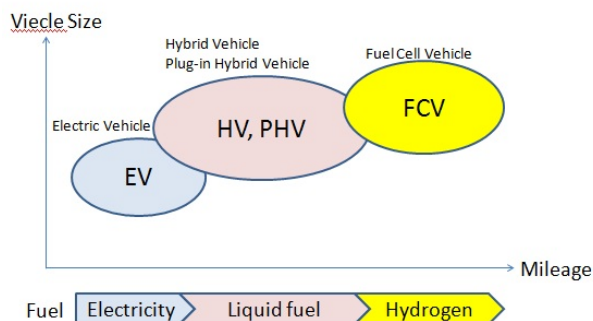 Viecle Size
Hybrid Vehicle
Plug-in Hybrid Vehicle
Fuel Cell Vehicle
FCV
HV, PHV
Electric Vehicle
EV
Mileage
Fuel Electricity Liquid fuel Hydrogen